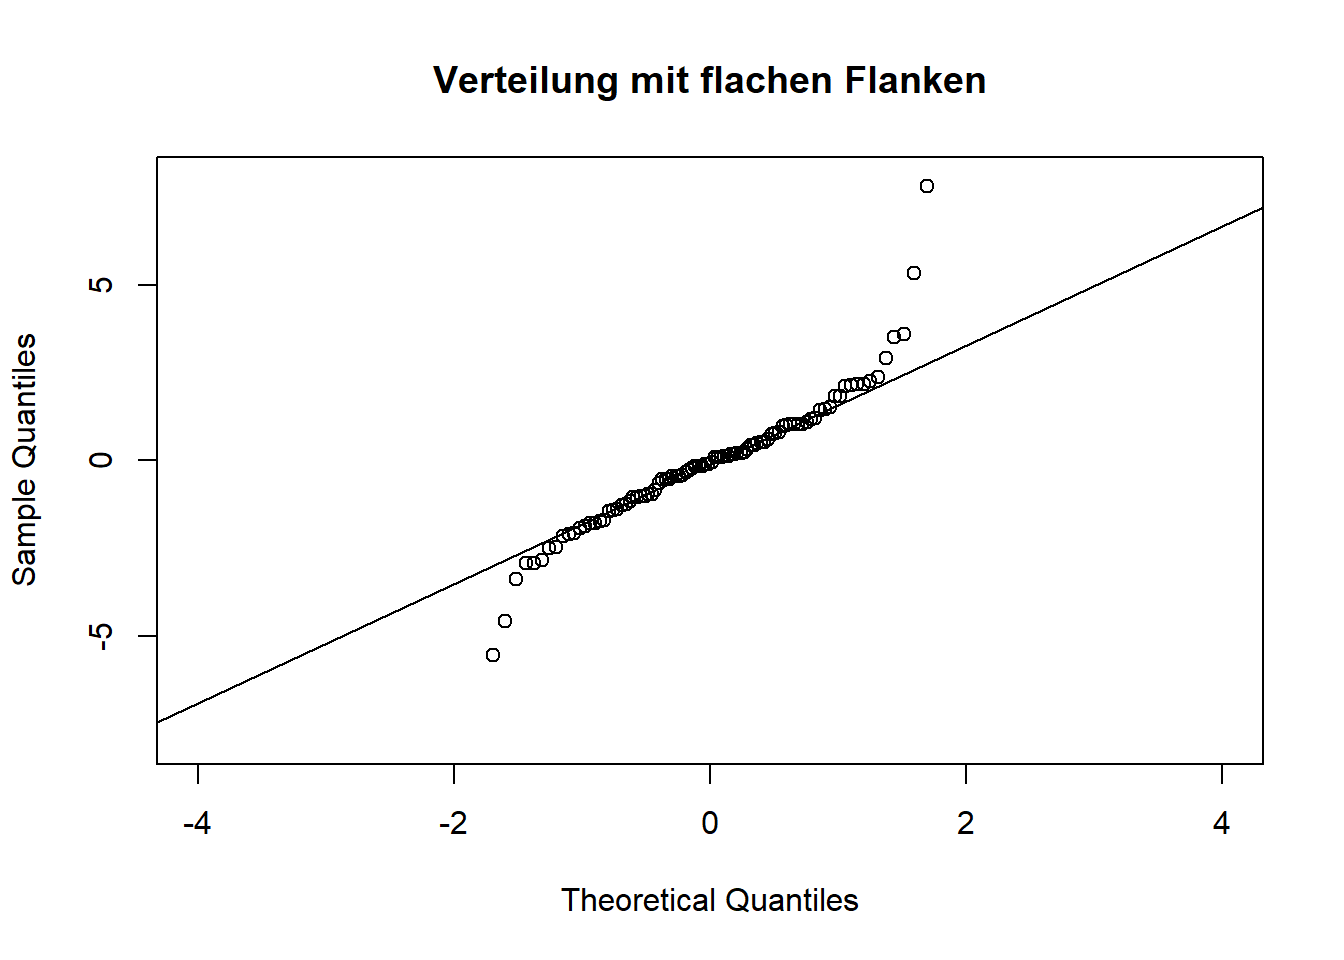 Verteilung mit flachen Flanken
Sample Quantiles
5
0
-5
-4
-2
0
2
4
Theoretical Quantiles